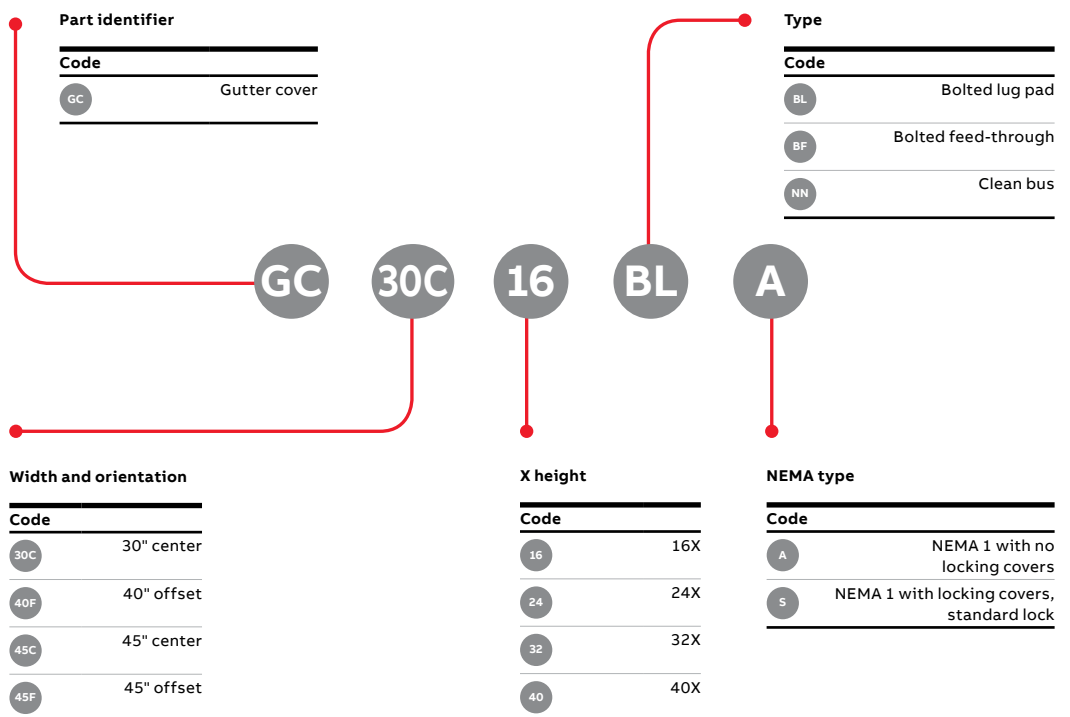 Part identifier
Code
GC
Gutter cover
Type
Code
BL
Bolted lug pad
BF
Bolted feed-through
NN
Clean bus
GC 30C 16 BL A
Width and orientation
Code
30C
30" center
40F
40" offset
45C
45" center
45F
45" offset
X height
Code
16
16X
24
24X
32
32X
40
40X
NEMA type
Code
A
NEMA 1 with no
locking covers
S
NEMA 1 with locking covers,
standard lock